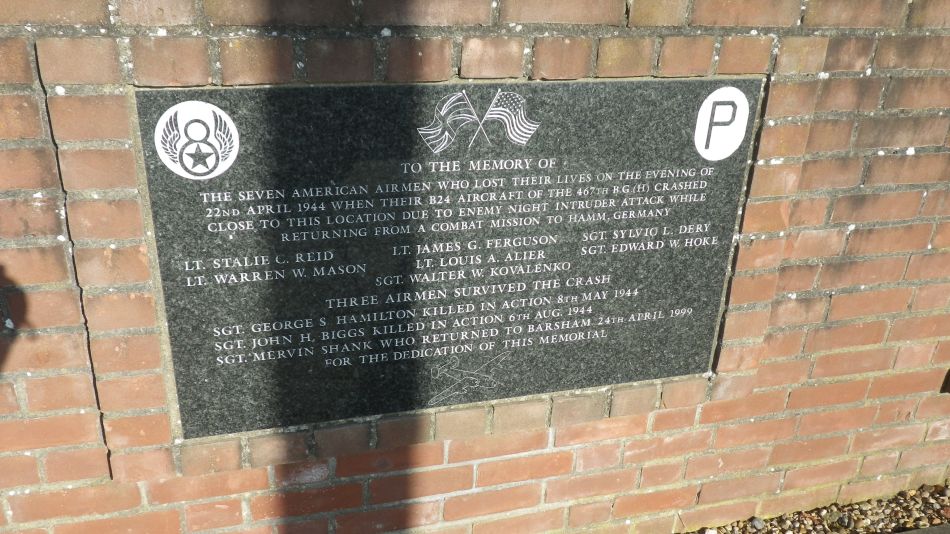 8
P
TO THE MEMORY OF
THE SEVEN AMERICAN AIRMEN WHO LOST THEIR LIVES ON THE EVENING OF
22ND APRIL 1944 WHEN THEIR B24 AIRCRAFT OF THE 467TH B.G.(H) CRASHED
CLOSE TO THIS LOCATION DUE TO ENEMY NIGHT INTRUDER ATTACK WHILE
RETURNING FROM A COMBAT MISSION TO HAMM, GERMANY
LT. STALIE C. REID LT. JAMES G. FERGUSON SGT. SYLVIO L. DERY
LT. WARREN W. MASON LT. LOUIS A. ALIER SGT. EDWARD W. HOKE
SGT. WALTER W. KOVALENKO
THREE AIRMEN SURVIVED THE CRASH
SGT. GEORGE S. HAMILTON KILLED IN ACTION 8TH MAY 1944
SGT. JOHN H. BIGGS KILLED IN ACTION 6TH AUG. 1944
SGT. MERVIN SHANK WHO RETURNED TO BARSHAM 24TH APRIL 1999
FOR THE DEDICATION OF THIS MEMORIAL